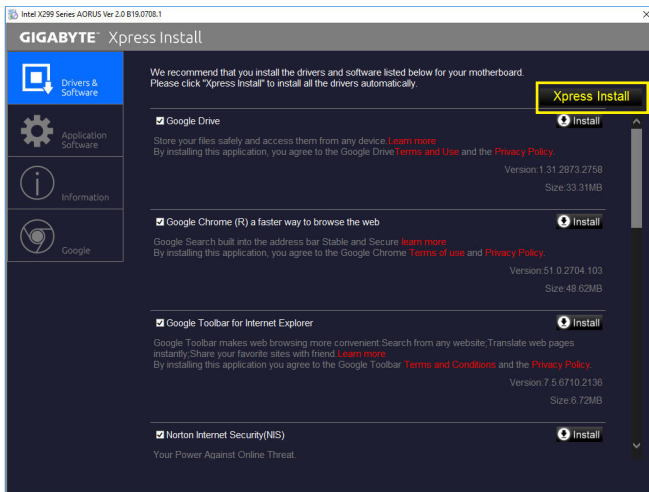 Intel X299 Series AORUS Ver 2.0 B19.0708.1
GIGABYTE™ Xpress Install
Drivers &
Software
Application
Software
Information
Google
We recommend that you install the drivers and software listed below for your motherboard.
Please click "Xpress Install" to install all the drivers automatically.
Xpress Install
Google Drive
Install
Store your files safely and access them from any device.Learn more
By installing this application, you agree to the Google DriveTerms and Use and the Privacy Policy.
Version:1.31.2873.2758
Size:33.31MB
Google Chrome (R) a faster way to browse the web
Install
Google Search built into the address bar Stable and Secure learn more
By installing this application, you agree to the Google Chrome Terms of use and Privacy Policy.
Version:51.0.2704.103
Size:48.62MB
Google Toolbar for Internet Explorer
Install
Google Toolbar makes web browsing more convenient:Search from any website;Translate web pages
instantly;Share your favorite sites with friend.Learn more
By installing this application you agree to the Google Toolbar Terms and Conditions and the Privacy Policy.
Version:7.5.6710.2136
Size:6.72MB
Norton Internet Security(NIS)
Install
Your Power Against Online Threat.